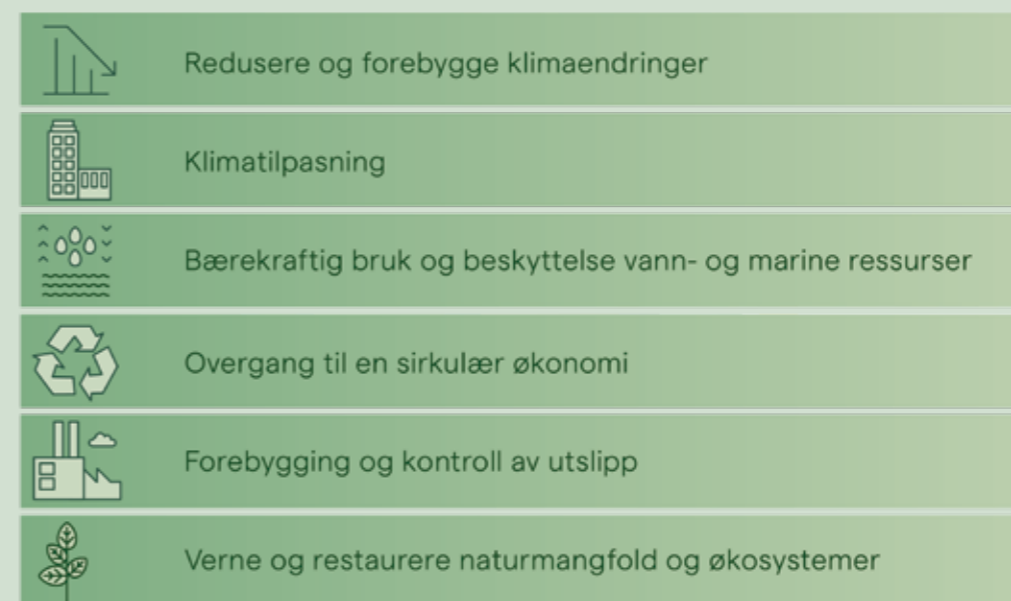 Redusere og forebygge klimaendringer
Klimatilpasning
Bærekraftig bruk og beskyttelse vann- og marine ressurser
Overgang til en sirkulær økonomi
Forebygging og kontroll av utslipp
Verne og restaurere naturmangfold og økosystemer